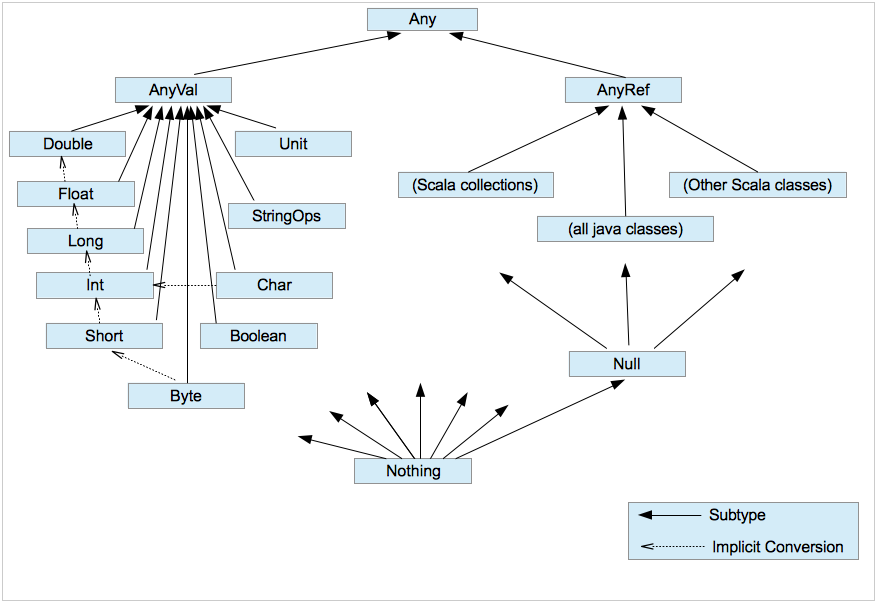 Any
AnyVal
AnyRef
Double
Unit
Float
(Scala collections)
(Other Scala classes)
StringOps
(all java classes)
Long
Int
Char
Short
Boolean
Null
Byte
Nothing
Subtype
Implicit Conversion